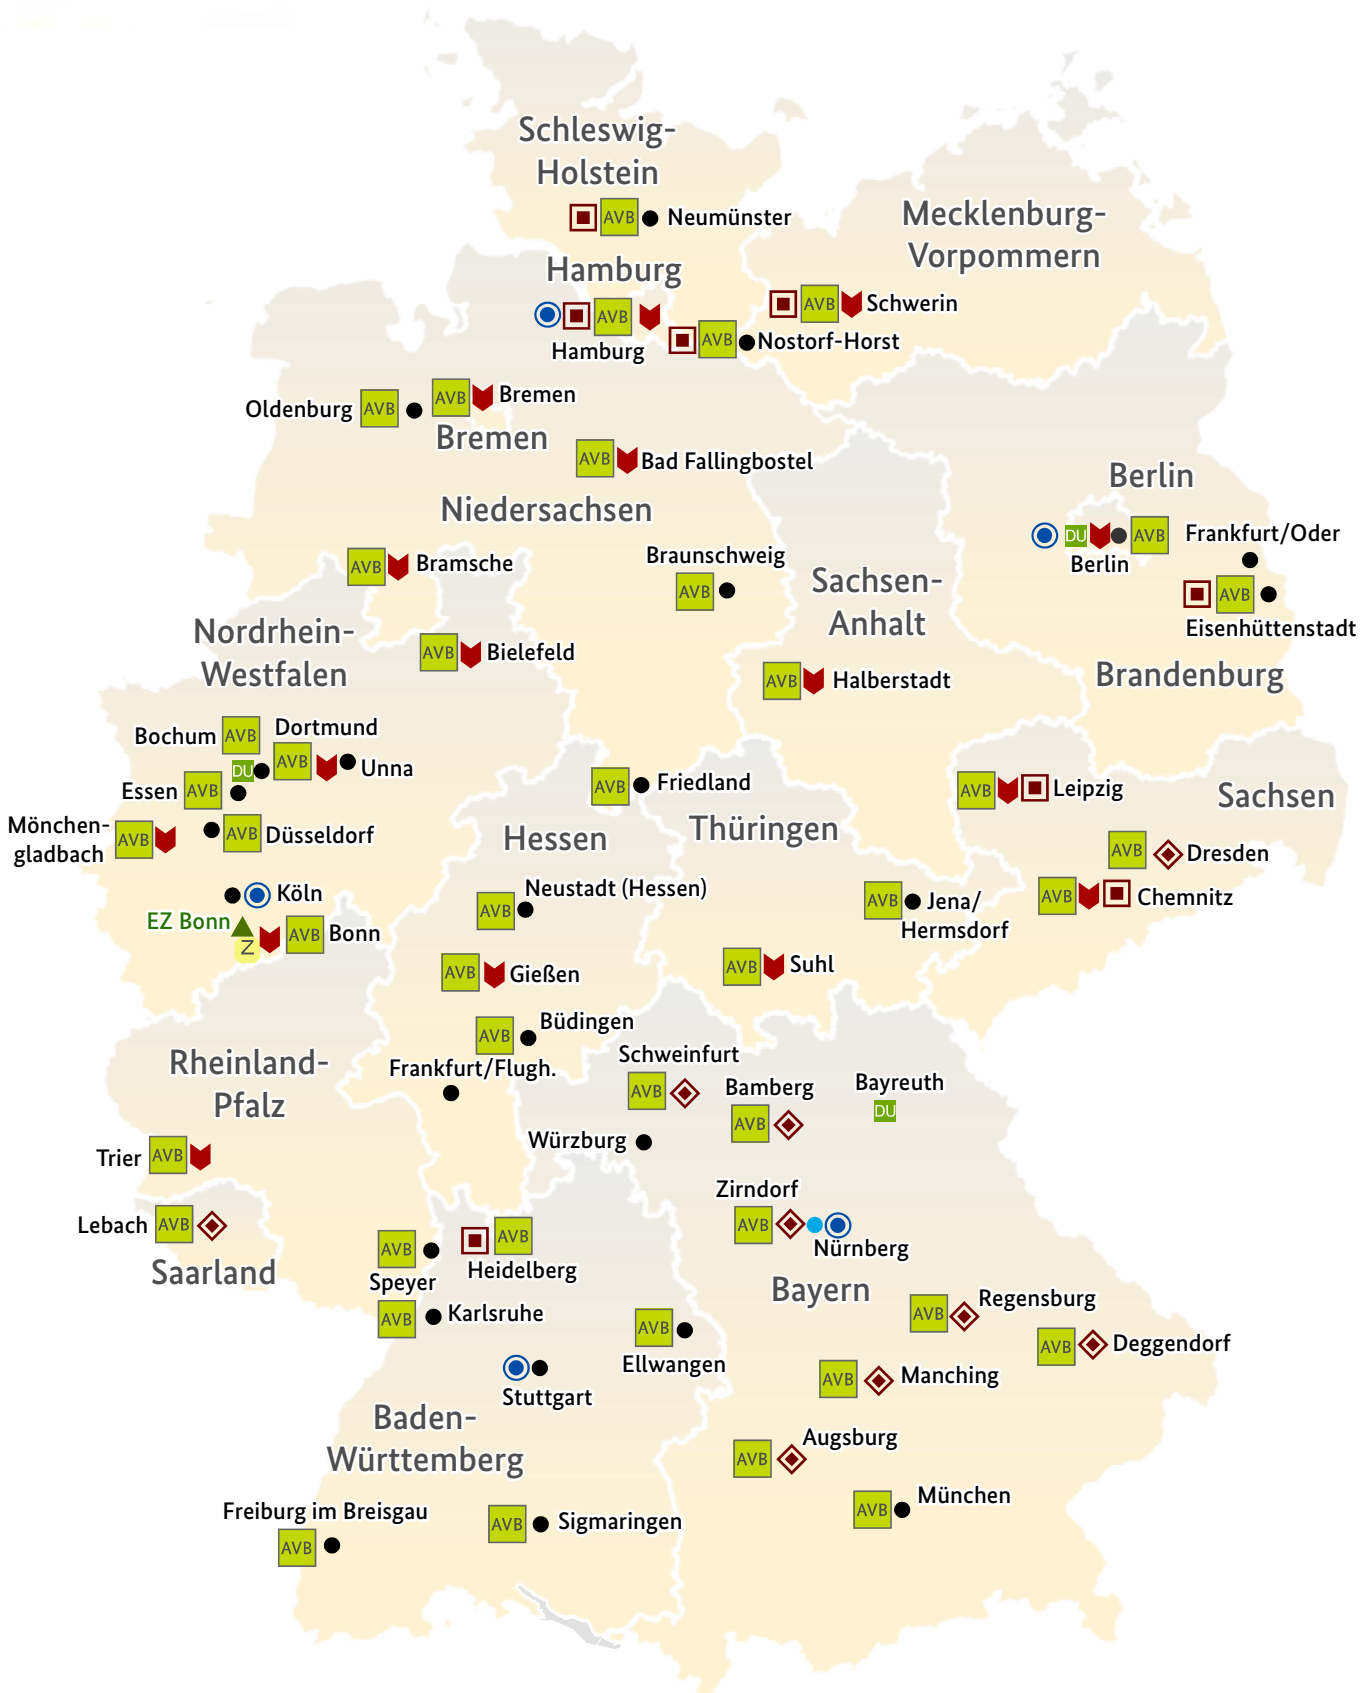 Schleswig-
Holstein
AVB Neumünster
Mecklenburg-
Vorpommern
Hamburg
AVB
Hamburg
AVB Schwerin
AVB Nostorf-Horst
Oldenburg AVB
AVB Bremen
Bremen
AVB Bad Fallingbostel
Niedersachsen
Berlin
DU AVB
Berlin
Frankfurt/Oder
AVB
Eisenhüttenstadt
Brandenburg
AVB Bramsche
Braunschweig
AVB
Sachsen-
Anhalt
Nordrhein-
Westfalen
AVB Bielefeld
AVB Halberstadt
Bochum AVB
Dortmund
DU AVB Unna
Essen AVB
Mönchen-
gladbach
AVB
AVB Düsseldorf
Köln
EZ Bonn
Z AVB Bonn
AVB Friedland
Hessen
Thüringen
AVB Leipzig
Sachsen
AVB Dresden
AVB Chemnitz
Neustadt (Hessen)
AVB
AVB Jena/
Hermsdorf
AVB Gießen
AVB Suhl
AVB Büdingen
Frankfurt/Flugh.
Rheinland-
Pfalz
Schweinfurt
AVB
Bamberg
AVB
Bayreuth
DU
Würzburg
Trier AVB
Lebach AVB
Saarland
Zirndorf
AVB
Nürnberg
Bayern
AVB
Speyer
AVB
Heidelberg
AVB Karlsruhe
AVB
Ellwangen
Stuttgart
Regensburg
AVB
AVB Deggendorf
AVB Manching
Baden-
Württemberg
Augsburg
AVB
AVB München
Freiburg im Breisgau
AVB
AVB Sigmaringen